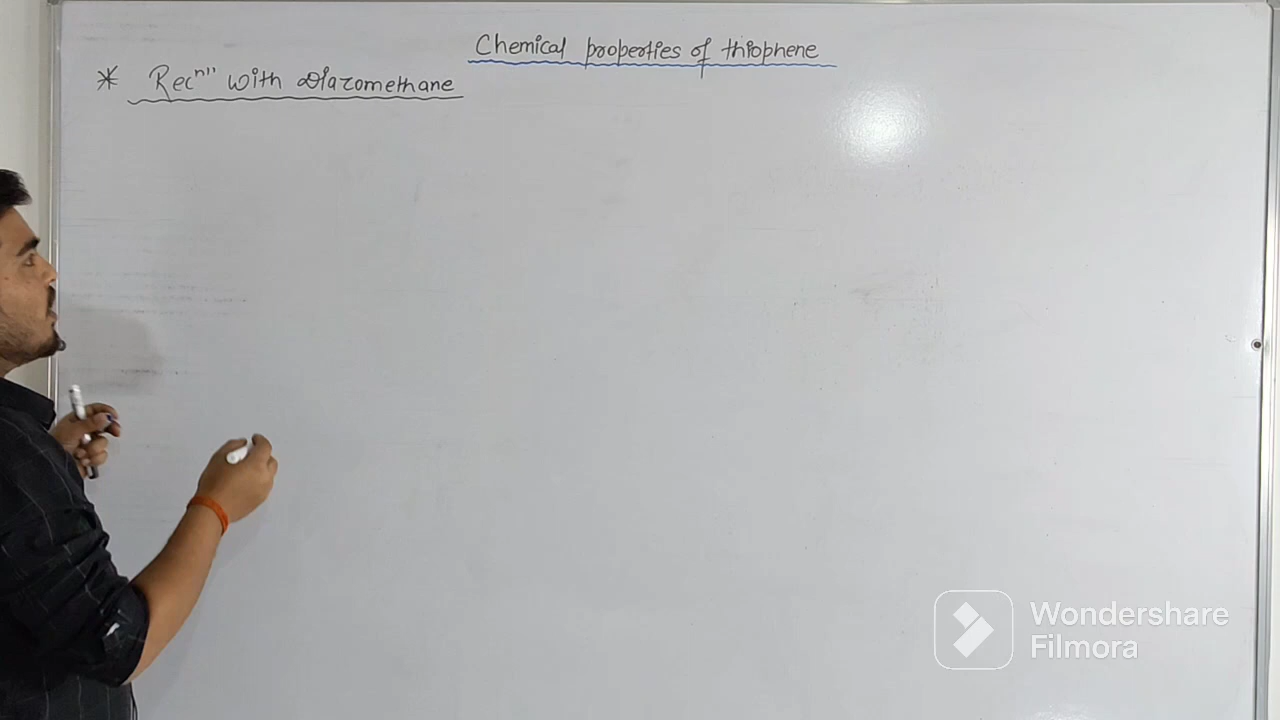 Chemical properties of thiophene
* Recⁿ" with Diazomethane
Wondershare
Filmora